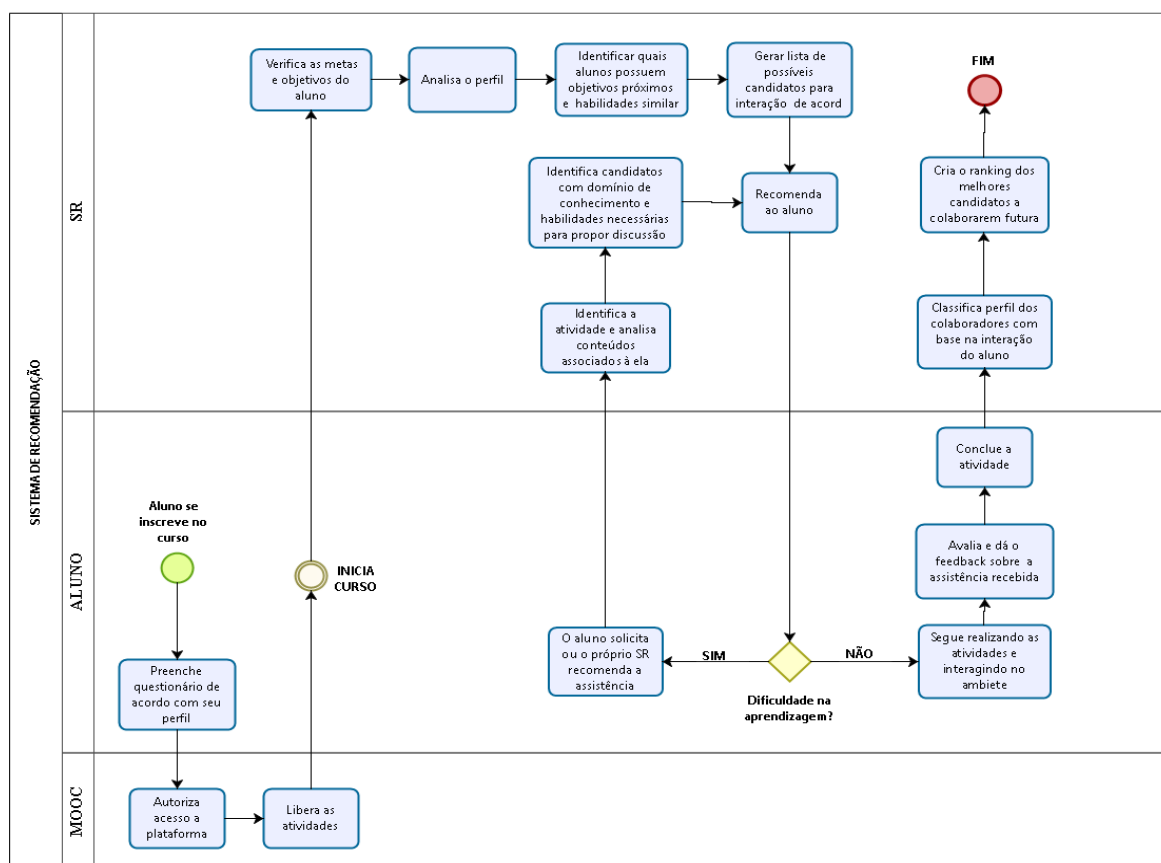 SISTEMA DE RECOMENDAÇÃO
SR
Verifica as metas
e objetivos do
aluno
Analisa o perfil
Identificar quais
alunos possuem
objetivos próximos
e habilidades similar
Gerar lista de
possíveis
candidatos para
interação de acord
FIM
Identifica candidatos
com domínio de
conhecimento e
habilidades necessárias
para propor discussão
Recomenda
ao aluno
Cria o ranking dos
melhores
candidatos a
colaborarem futura
Identifica a
atividade e analisa
conteúdos
associados à ela
Classifica perfil dos
colaboradores com
base na interação
do aluno
ALUNO
Aluno se
inscreve no
curso
INICIA
CURSO
Conclue a
atividade
Avalia e dá o
feedback sobre a
assistência recebida
Preenche
questionário de
acordo com seu
perfil
O aluno solicita
ou o próprio SR
recomenda a
assistência
SIM
NÃO
Dificuldade na
aprendizagem?
Segue realizando as
atividades e
interagindo no
ambiete
MOOC
Autoriza
acesso a
plataforma
Libera as
atividades